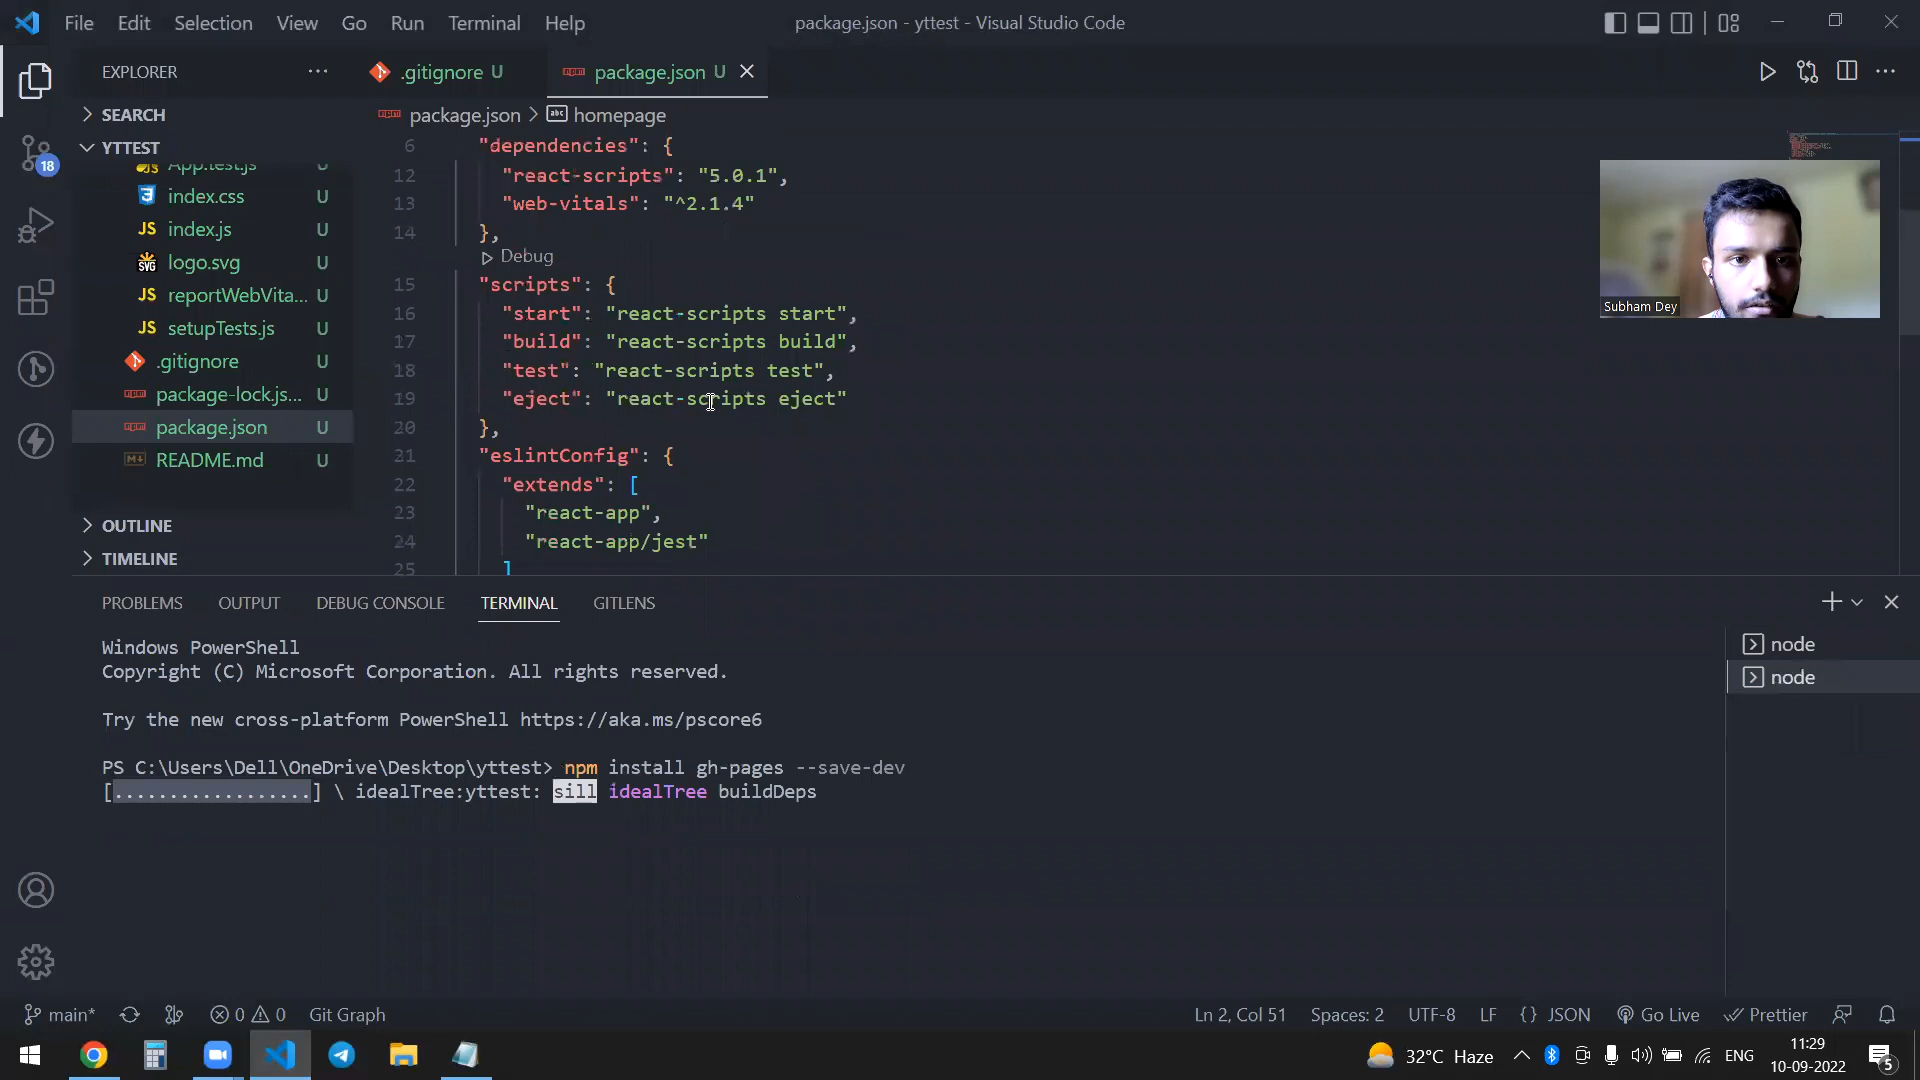 File Edit Selection View Go Run Terminal Help
package.json - yttest - Visual Studio Code
EXPLORER
.gitignore U
package.json U
SEARCH
package.json > homepage
YTTEST
App.test.js U
index.css U
index.js U
logo.svg U
reportWebVita... U
setupTests.js U
.gitignore U
package-lock.js... U
package.json U
README.md U
OUTLINE
TIMELINE
18
6 "dependencies": {
12 "react-scripts": "5.0.1",
13 "web-vitals": "^2.1.4"
14 },
Debug
15 "scripts": {
16 "start": "react-scripts start",
17 "build": "react-scripts build",
18 "test": "react-scripts test",
19 "eject": "react-scripts eject"
20 },
21 "eslintConfig": {
22 "extends": [
23 "react-app",
24 "react-app/jest"
25 ]
Subham Dey
PROBLEMS OUTPUT DEBUG CONSOLE TERMINAL GITLENS
Windows PowerShell
Copyright (C) Microsoft Corporation. All rights reserved.
Try the new cross-platform PowerShell https://aka.ms/pscore6
PS C:\Users\Dell\OneDrive\Desktop\yttest> npm install gh-pages --save-dev
[..................] \ idealTree:yttest: sill idealTree buildDeps
node
node
main* 0 0 Git Graph
Ln 2, Col 51 Spaces: 2 UTF-8 LF {} JSON Go Live Prettier
32°C Haze ENG
11:29
10-09-2022
5